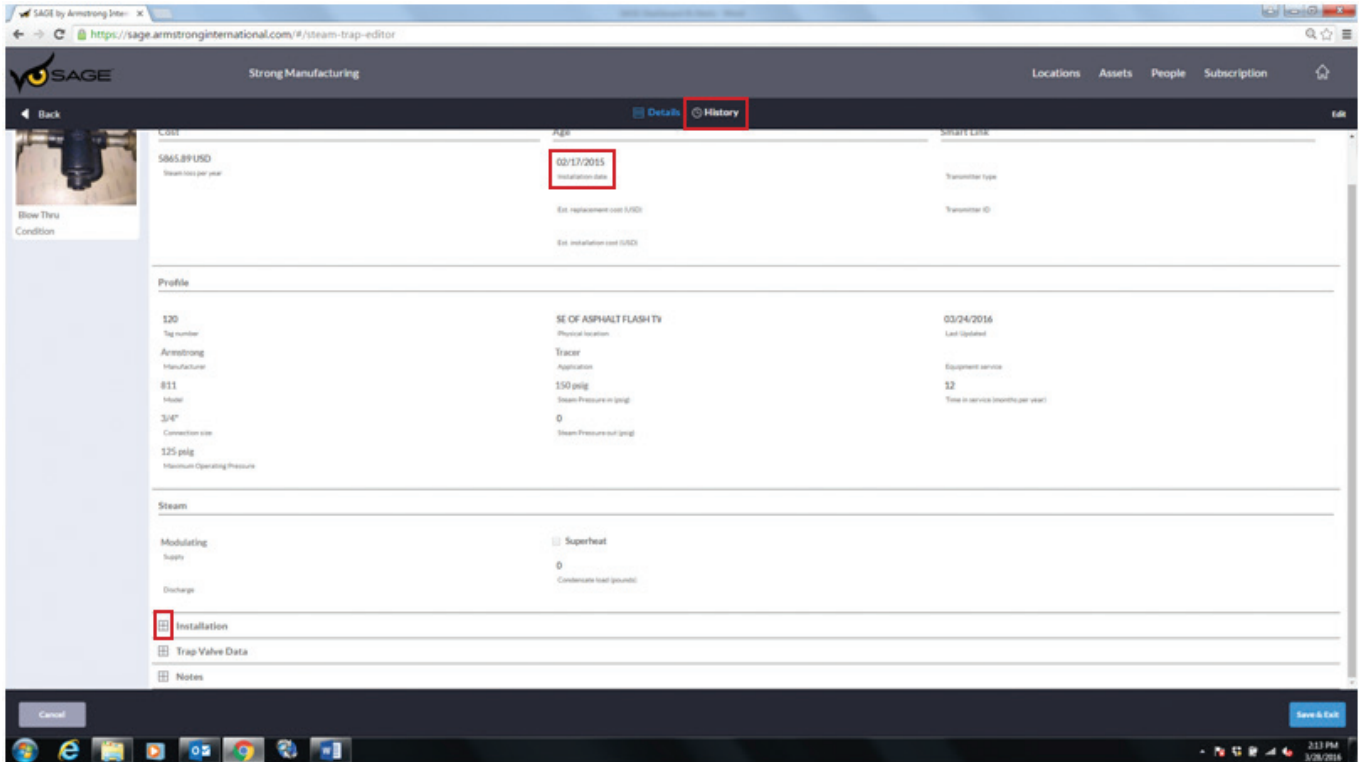 SAGE by Armstrong Inter
https://sage.armstronginternational.com/#/steam-trap-editor
SAGE
Strong Manufacturing
Locations Assets People Subscription
Back
Details
History
Edit
Cost
Age
Smart Link
5865.89 USD
Steam loss per year
02/17/2015
Installation date
Transmitter type
Est. replacement cost (USD)
Transmitter ID
Est. installation cost (USD)
Blow Thru
Condition
Profile
120
Tag number
SE OF ASPHALT FLASH TV
Physical location
03/24/2016
Last Updated
Armstrong
Manufacturer
Tracer
Application
Equipment service
811
Model
150 psig
Steam Pressure in (psig)
12
Time in service (months per year)
3/4"
Connection size
0
Steam Pressure out (psig)
125 psig
Maximum Operating Pressure
Steam
Modulating
Supply
Superheat
0
Condensate load (pounds)
Discharge
Installation
Trap Valve Data
Notes
Cancel
Save & Exit
2:13 PM
3/28/2016